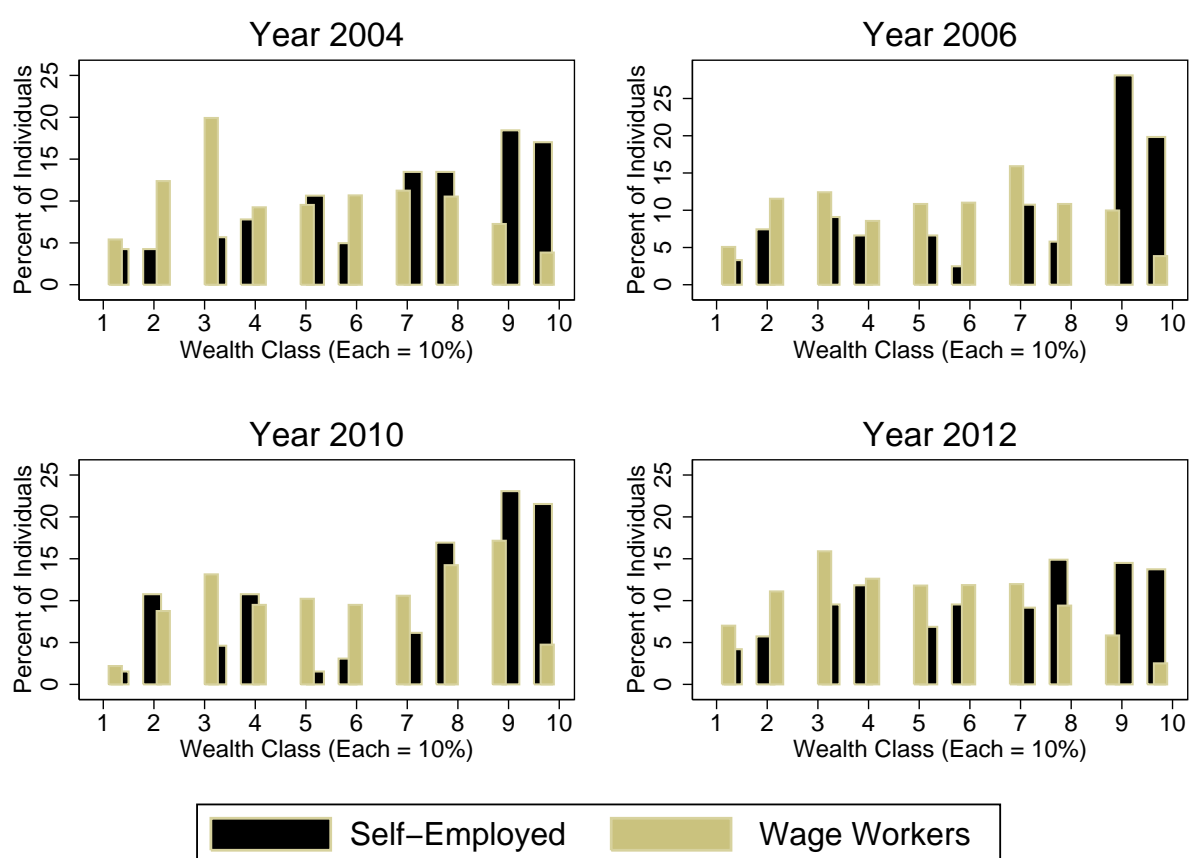 Year 2004
Percent of Individuals
0 5 10 15 20 25
1 2 3 4 5 6 7 8 9 10
Wealth Class (Each = 10%)
Year 2006
Percent of Individuals
0 5 10 15 20 25
1 2 3 4 5 6 7 8 9 10
Wealth Class (Each = 10%)
Year 2010
Percent of Individuals
0 5 10 15 20 25
1 2 3 4 5 6 7 8 9 10
Wealth Class (Each = 10%)
Year 2012
Percent of Individuals
0 5 10 15 20 25
1 2 3 4 5 6 7 8 9 10
Wealth Class (Each = 10%)
Self−Employed Wage Workers